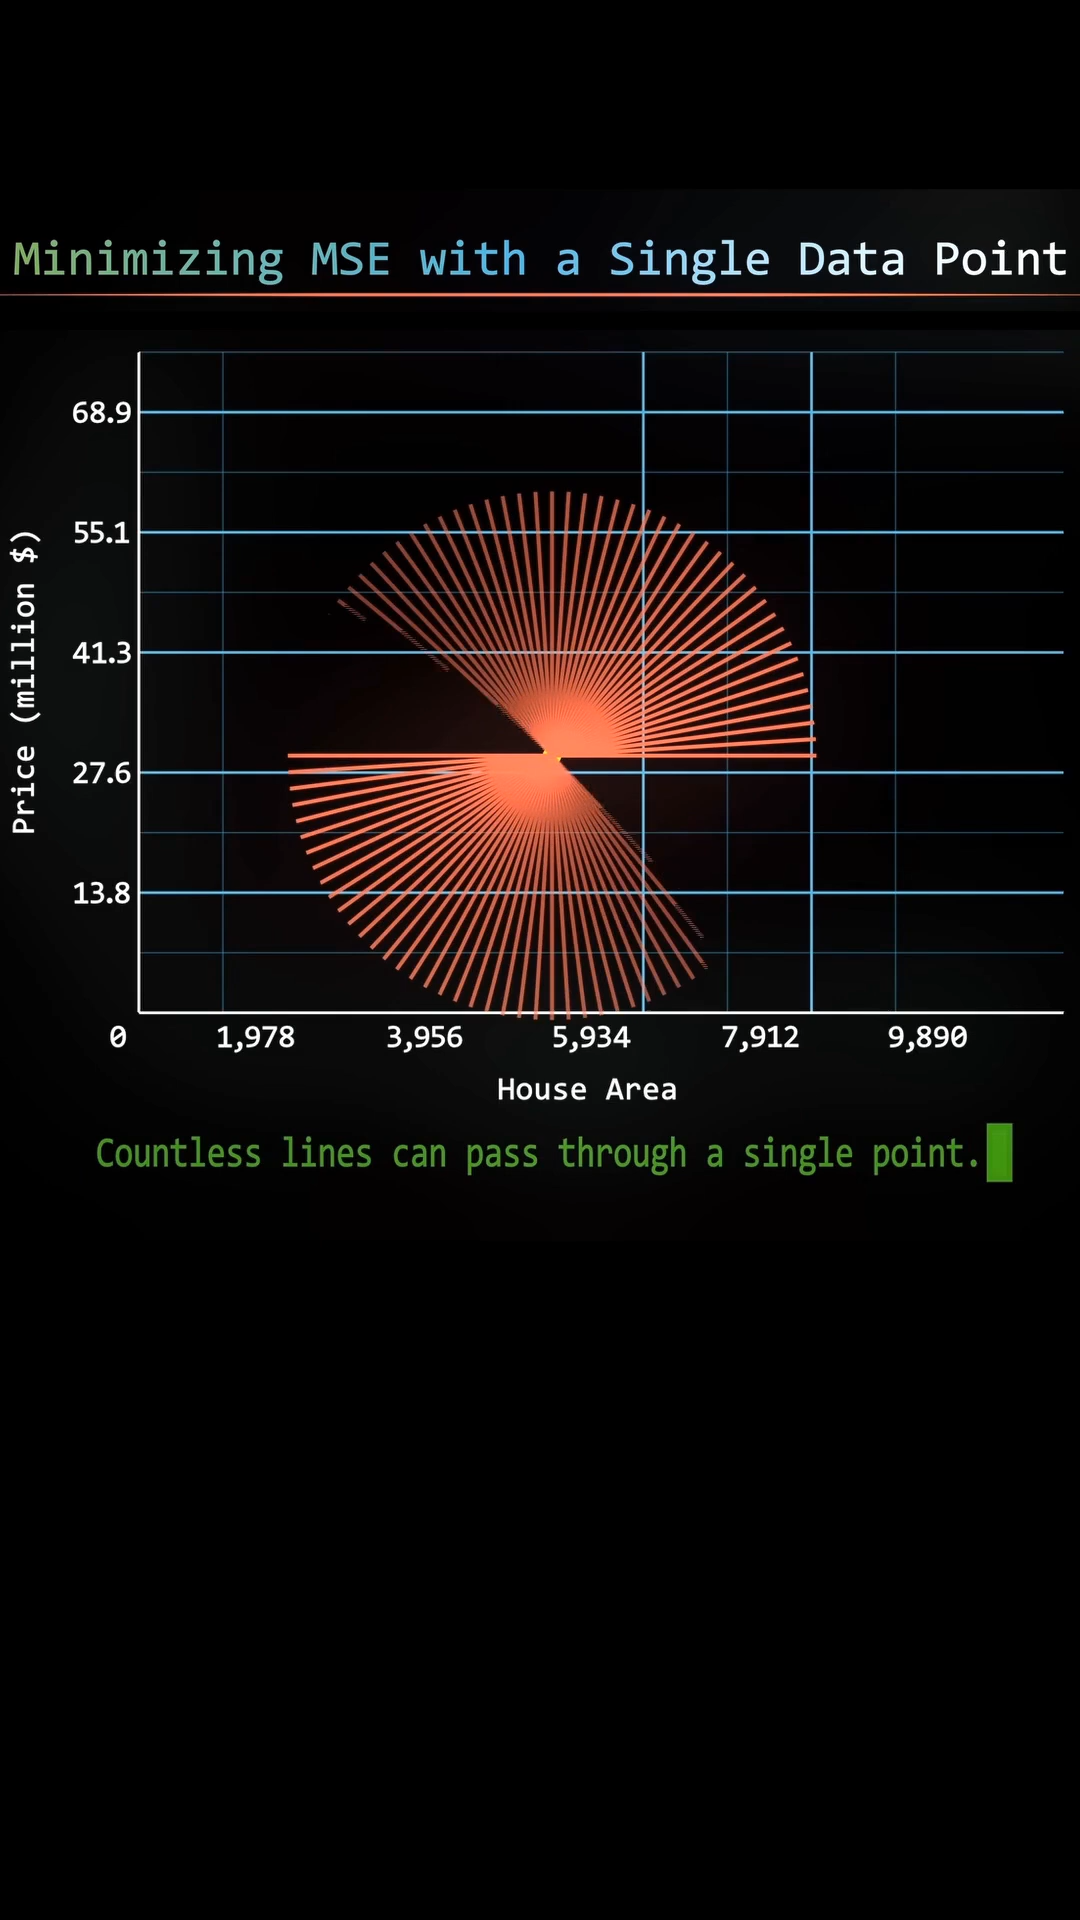 Minimizing MSE with a Single Data Point
68.9
55.1
41.3
27.6
13.8
Price (million $)
0 1,978 3,956 5,934 7,912 9,890
House Area
Countless lines can pass through a single point.